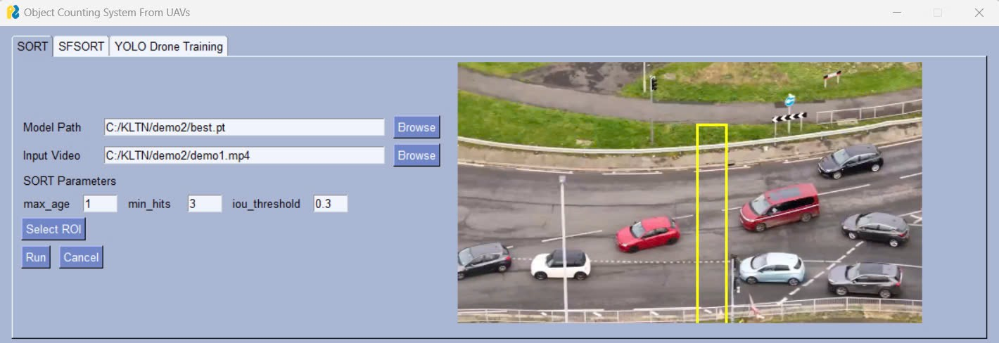 Object Counting System From UAVs
SORT SFSORT YOLO Drone Training
Model Path C:/KLTN/demo2/best.pt Browse
Input Video C:/KLTN/demo2/demo1.mp4 Browse
SORT Parameters
max_age 1 min_hits 3 iou_threshold 0.3
Select ROI
Run Cancel